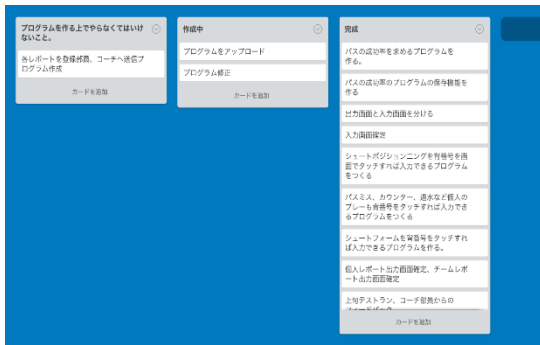 プログラムを作る上でやらなくてはいけ
ないこと。
各レポートを登録部員、コーチへ送信プ
ログラム作成
カードを追加
作成中
プログラムをアップロード
プログラム修正
カードを追加
完成
パスの成功率を求めるプログラムを
作る。
パスの成功率のプログラムの保存機能を
作る
出力画面と入力画面を分ける
入力画面確定
シュートポジションニングを背番号を画
面でタッチすれば入力できるプログラム
をつくる
パスミス、カウンター、退水など個人の
プレーも背番号をタッチすれば入力でき
るプログラムをつくる
シュートフォームを背番号をタッチすれ
ば入力できるプログラムを作る。
個人レポート出力画面確定、チームレポ
ート出力画面確定
上旬テストラン、コーチ部員からの
フィードバック
カードを追加